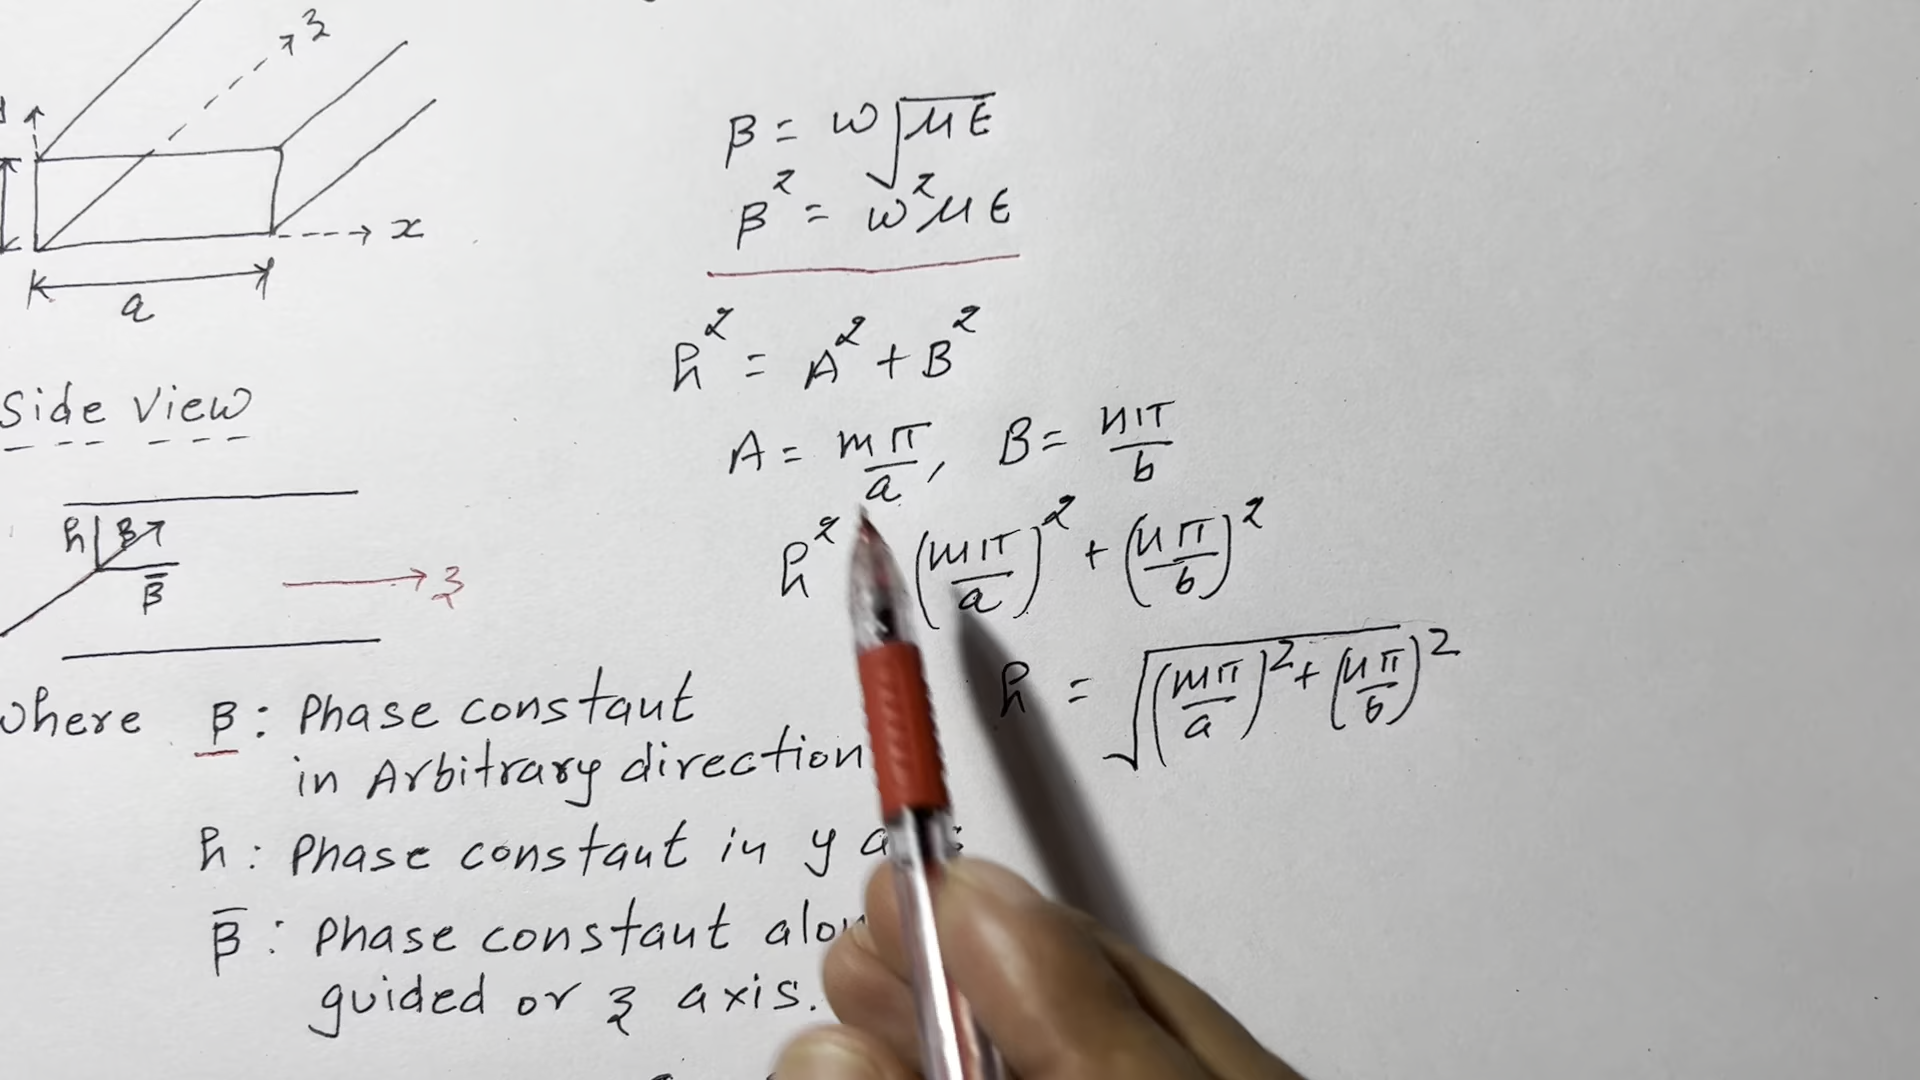 z
x
a
Side View
h β
β̅
z
where β : Phase constant
in Arbitrary direction
h : Phase constant in y
β̅ : Phase constant
guided or z axis.
β = ω√με
β² = ω²με
h² = A² + B²
A = mπ/a, B = nπ/b
h² (mπ/a)² + (nπ/b)²
h = √(mπ/a)² + (nπ/b)²